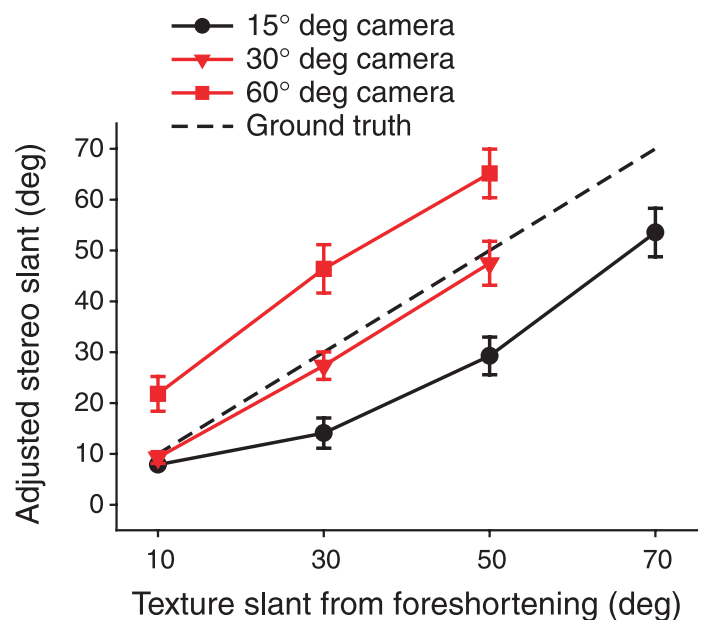 15° deg camera
30° deg camera
60° deg camera
Ground truth
Adjusted stereo slant (deg)
70
60
50
40
30
20
10
0
10 30 50 70
Texture slant from foreshortening (deg)